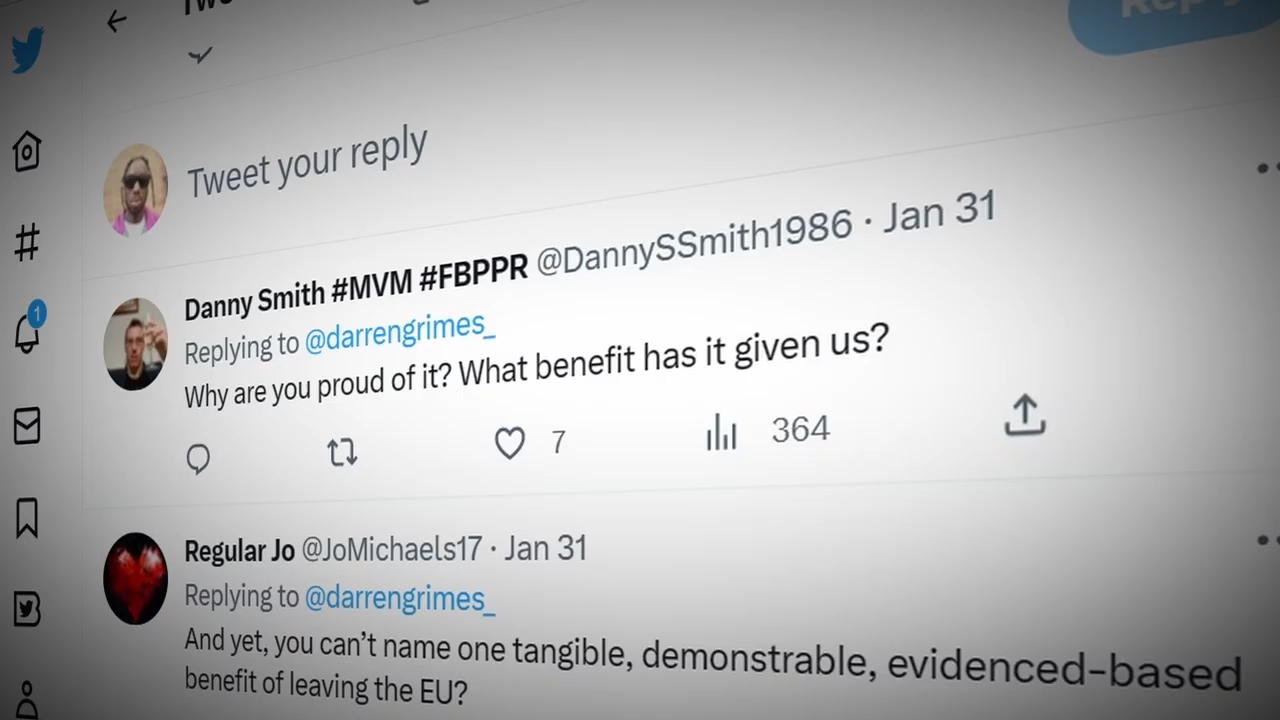 Tweet your reply
Danny Smith #MVM #FBPPR @DannySSmith1986 · Jan 31
Replying to @darrengrimes_
Why are you proud of it? What benefit has it given us?
7 364
Regular Jo @JoMichaels17 · Jan 31
Replying to @darrengrimes_
And yet, you can’t name one tangible, demonstrable, evidenced-based
benefit of leaving the EU?
1